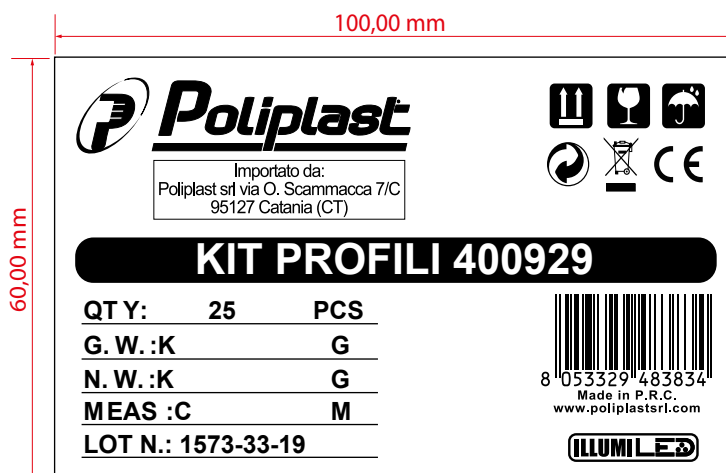 100,00 mm
60,00 mm
Poliplast
Importato da:
Poliplast srl via O. Scammacca 7/C
95127 Catania (CT)
CE
KIT PROFILI 400929
QT Y: 25 PCS
G. W. :K G
N. W. :K G
MEAS :C M
LOT N.: 1573-33-19
8 053329 483834
Made in P.R.C.
www.poliplastsrl.com
ILLUMILED